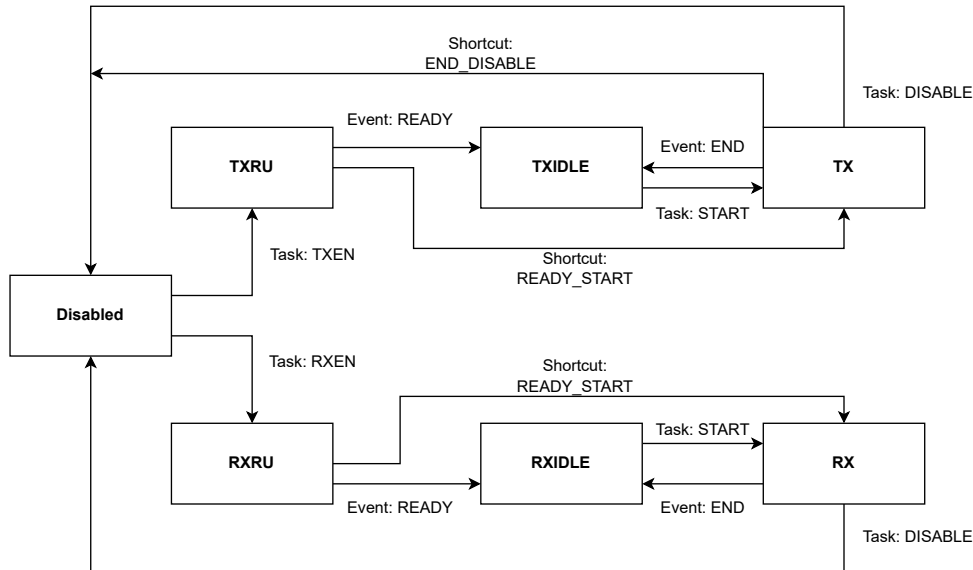 Shortcut:
END_DISABLE
Task: DISABLE
Event: READY
Event: END
TXRU
TXIDLE
TX
Task: START
Task: TXEN
Shortcut:
READY_START
Disabled
Task: RXEN
Shortcut:
READY_START
Task: START
RXRU
RXIDLE
RX
Event: READY
Event: END
Task: DISABLE